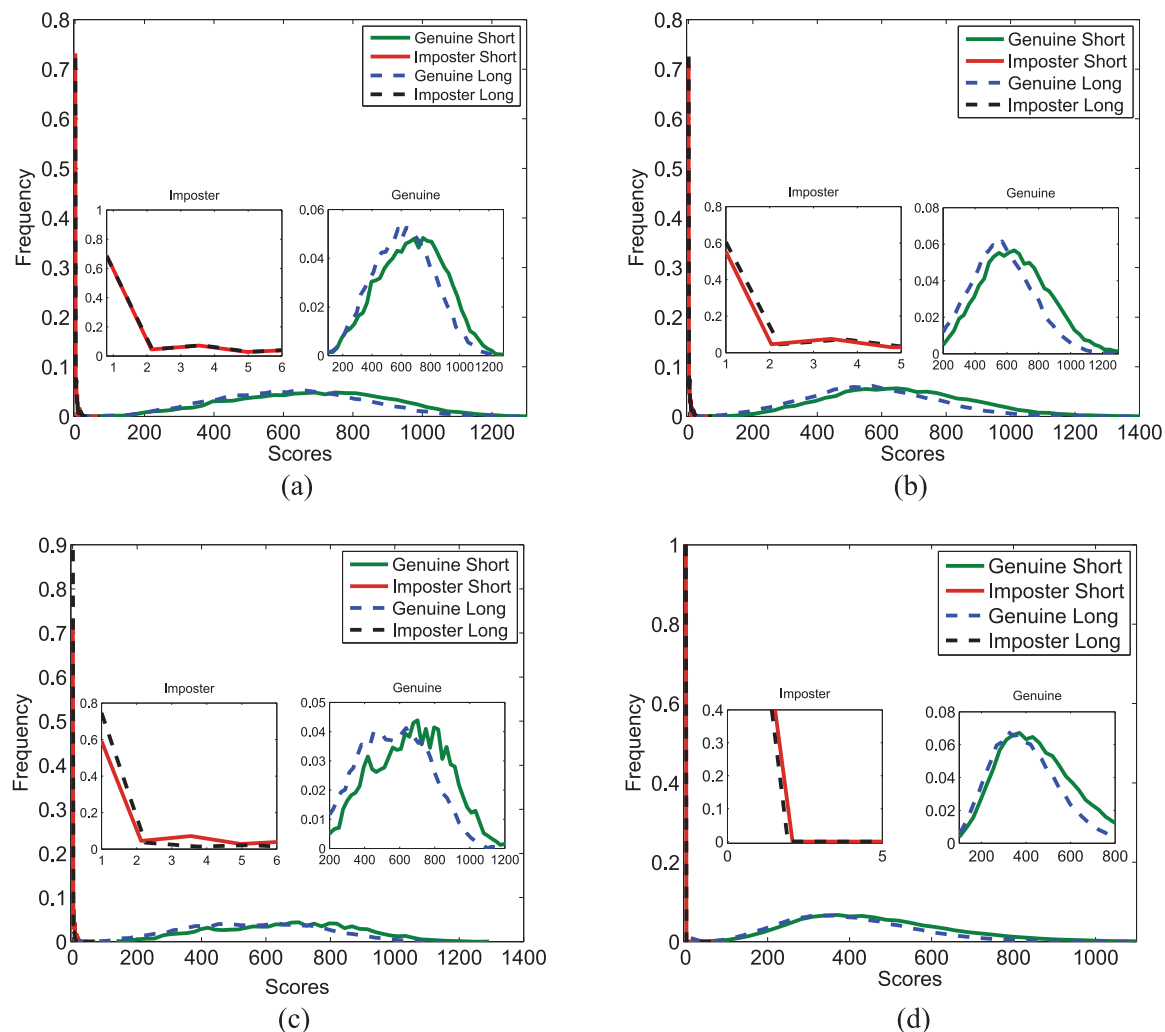 0.8
0.7
0.6
0.5
0.4
0.3
0.2
0.1
0
Frequency
0 200 400 600 800 1000 1200
Scores
Genuine Short
Imposter Short
Genuine Long
Imposter Long
Imposter
1
0.8
0.6
0.4
0.2
0
1 2 3 4 5 6
Genuine
0.06
0.04
0.02
0
200 400 600 800 1000 1200
(a)
0.8
0.7
0.6
0.5
0.4
0.3
0.2
0.1
0
Frequency
0 200 400 600 800 1000 1200 1400
Scores
Genuine Short
Imposter Short
Genuine Long
Imposter Long
Imposter
0.8
0.6
0.4
0.2
0
1 2 3 4 5
Genuine
0.08
0.06
0.04
0.02
0
200 400 600 800 1000 1200
(b)
0.9
0.8
0.7
0.6
0.5
0.4
0.3
0.2
0.1
0
Frequency
0 200 400 600 800 1000 1200 1400
Scores
Genuine Short
Imposter Short
Genuine Long
Imposter Long
Imposter
0.8
0.6
0.4
0.2
0
1 2 3 4 5 6
Genuine
0.05
0.04
0.03
0.02
0.01
0
200 400 600 800 1000 1200
(c)
1
0.8
0.6
0.4
0.2
0
Frequency
0 200 400 600 800 1000
Scores
Genuine Short
Imposter Short
Genuine Long
Imposter Long
Imposter
0.4
0.3
0.2
0.1
0
0 5
Genuine
0.08
0.06
0.04
0.02
0
200 400 600 800
(d)